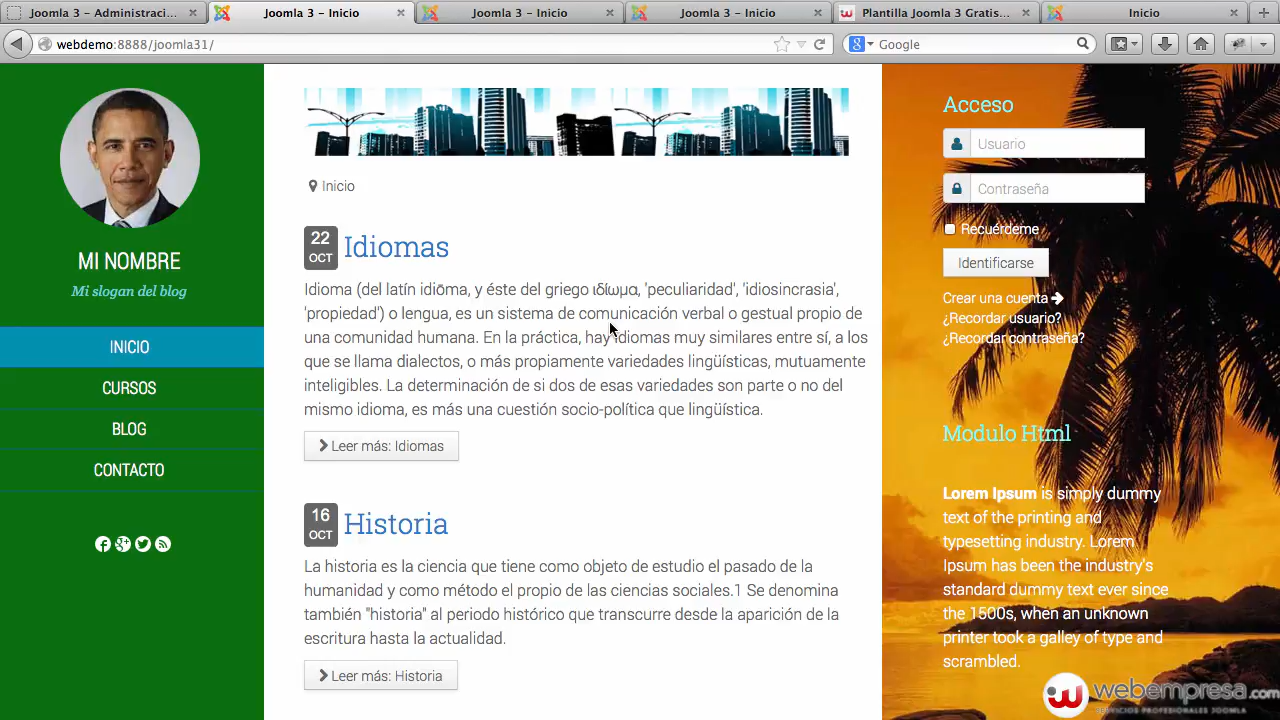 Joomla 3 - Administraci...
Joomla 3 - Inicio
Joomla 3 - Inicio
Joomla 3 - Inicio
Plantilla Joomla 3 Gratis...
Inicio
webdemo:8888/joomla31/
Google
MI NOMBRE
Mi slogan del blog
INICIO
CURSOS
BLOG
CONTACTO
Inicio
22
OCT
Idiomas
Idioma (del latín idiōma, y éste del griego ιδίωμα, 'peculiaridad', 'idiosincrasia',
'propiedad') o lengua, es un sistema de comunicación verbal o gestual propio de
una comunidad humana. En la práctica, hay idiomas muy similares entre sí, a los
que se llama dialectos, o más propiamente variedades lingüísticas, mutuamente
inteligibles. La determinación de si dos de esas variedades son parte o no del
mismo idioma, es más una cuestión socio-política que lingüística.
Leer más: Idiomas
16
OCT
Historia
La historia es la ciencia que tiene como objeto de estudio el pasado de la
humanidad y como método el propio de las ciencias sociales.1 Se denomina
también "historia" al periodo histórico que transcurre desde la aparición de la
escritura hasta la actualidad.
Leer más: Historia
Acceso
Usuario
Contraseña
Recuérdeme
Identificarse
Crear una cuenta
¿Recordar usuario?
¿Recordar contraseña?
Modulo Html
Lorem Ipsum is simply dummy
text of the printing and
typesetting industry. Lorem
Ipsum has been the industry's
standard dummy text ever since
the 1500s, when an unknown
printer took a galley of type and
scrambled.
webempresa.com
SERVICIOS PROFESIONALES JOOMLA